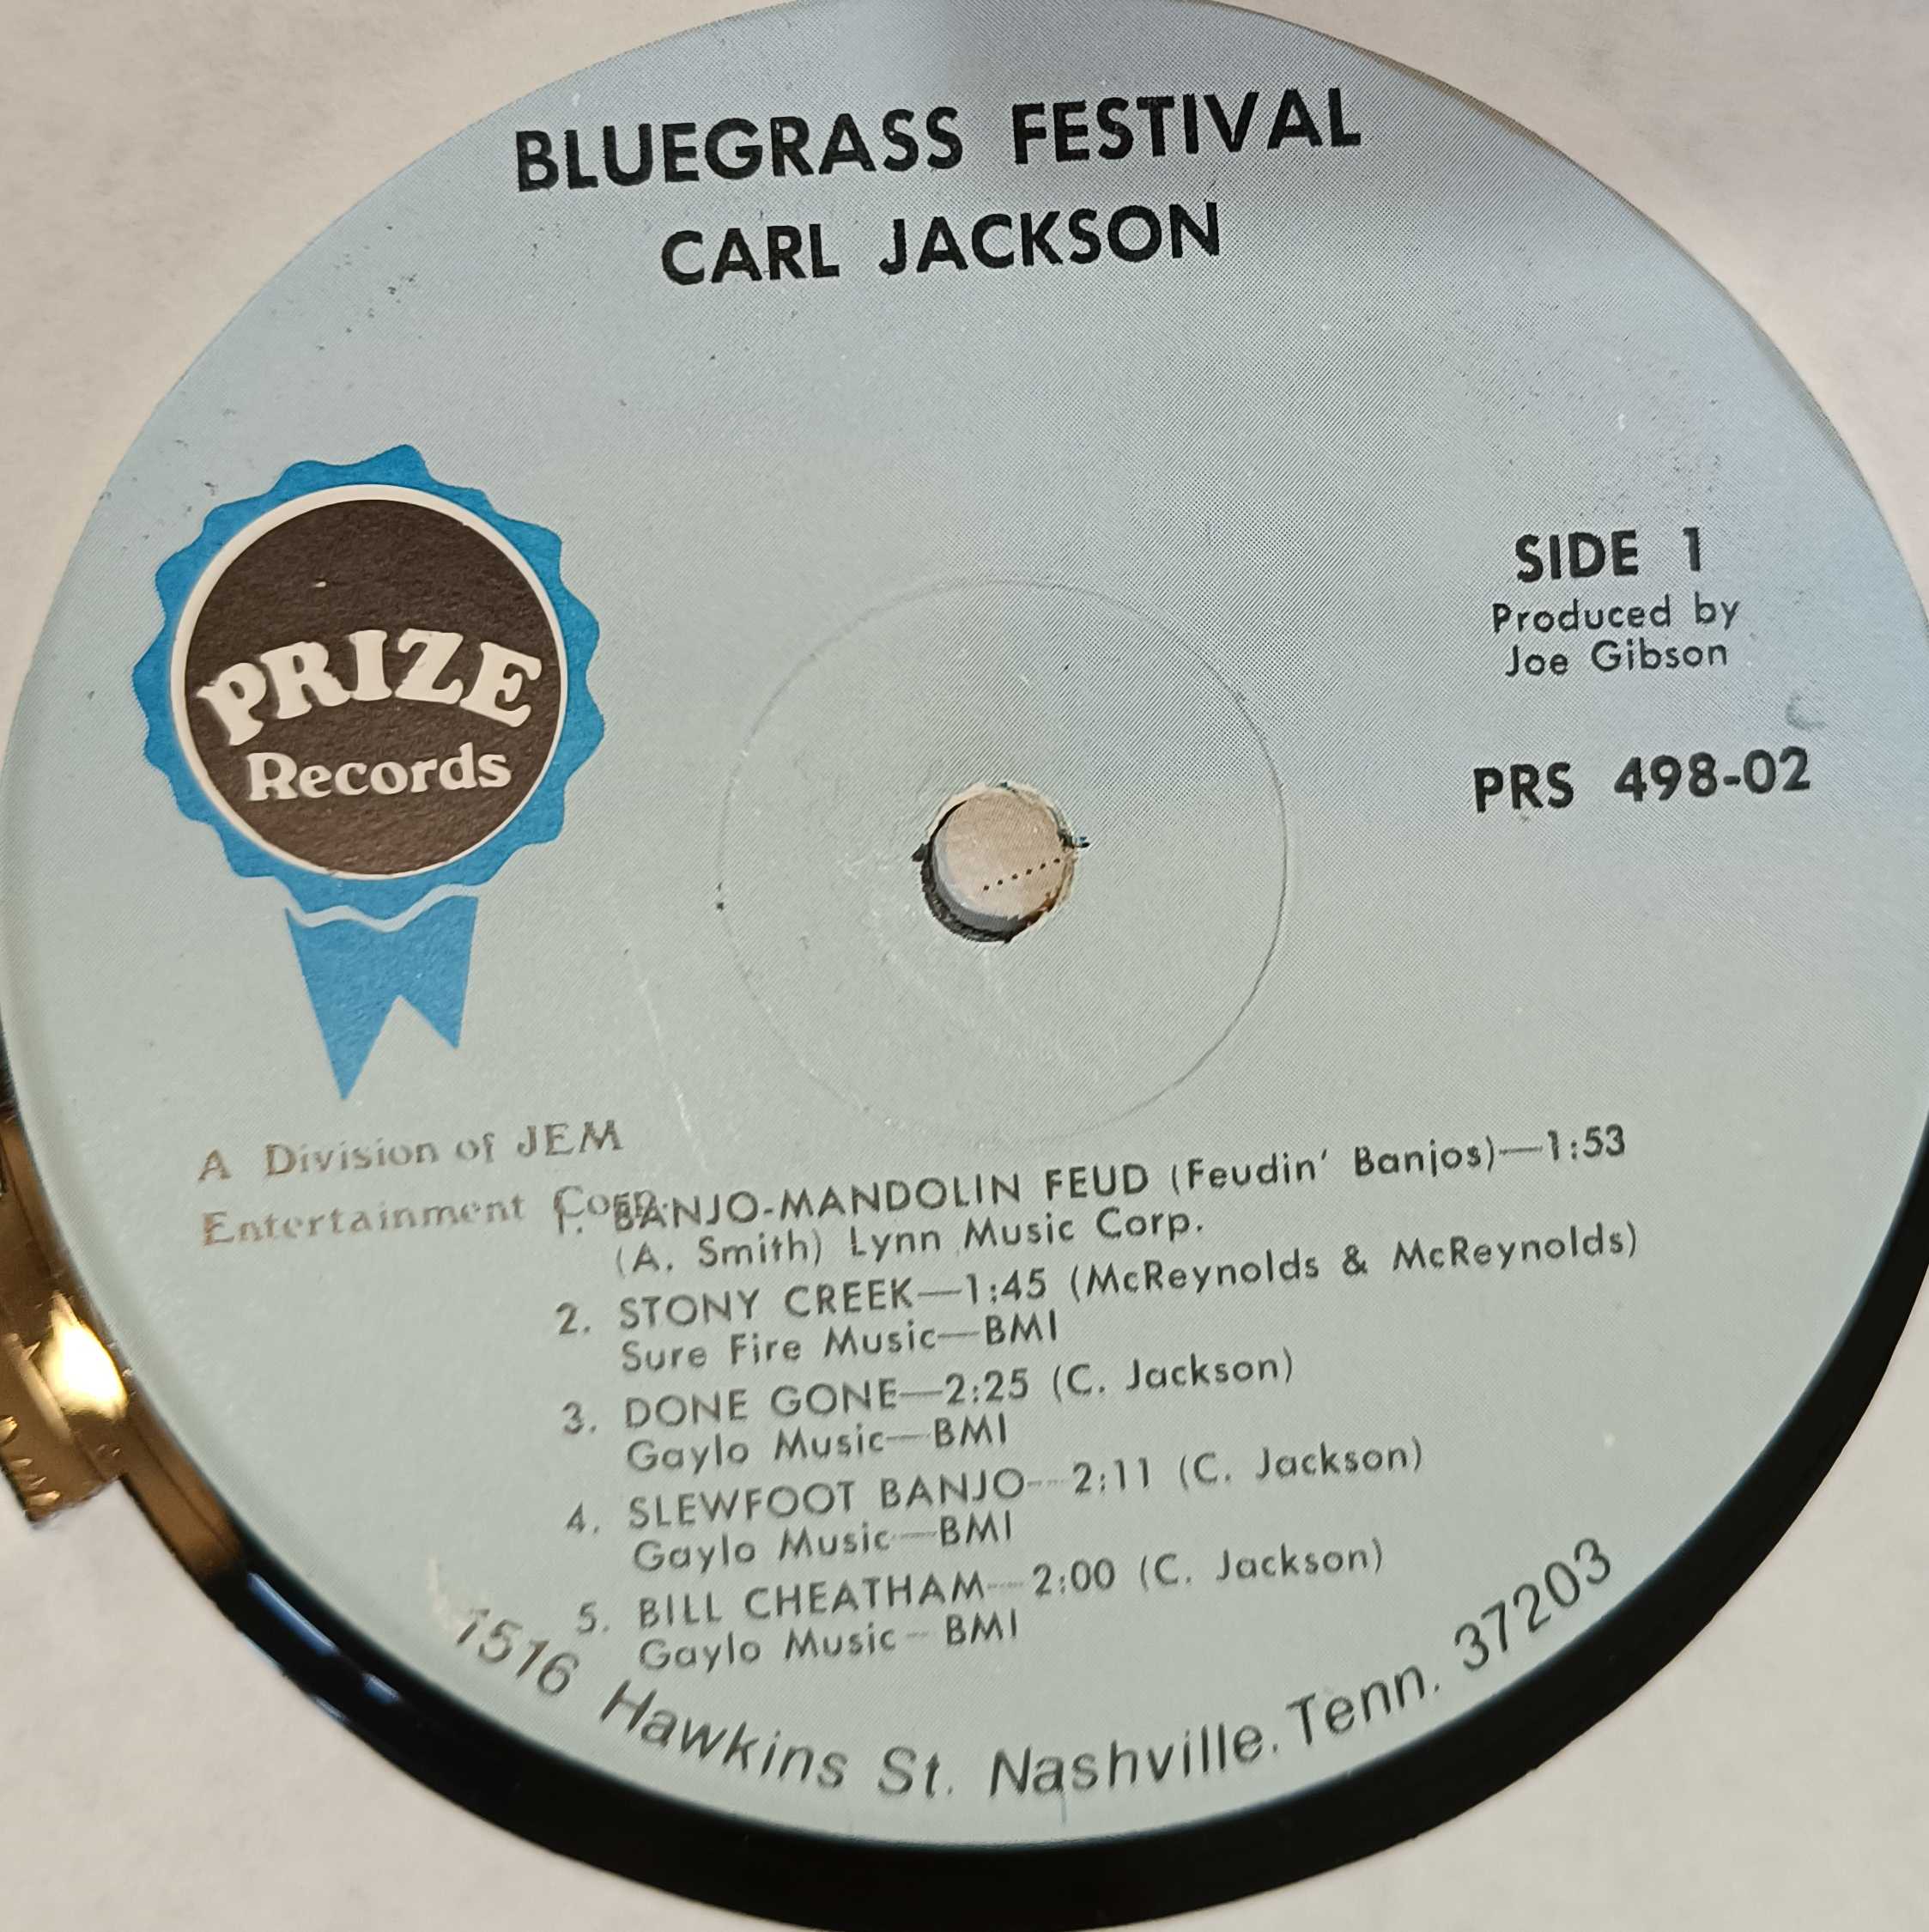 BLUEGRASS FESTIVAL
CARL JACKSON
PRIZE
Records
SIDE 1
Produced by
Joe Gibson
PRS 498-02
A Division of JEM
Entertainment Corp.
1. BANJO-MANDOLIN FEUD (Feudin' Banjos)—1:53
(A. Smith) Lynn Music Corp.
2. STONY CREEK—1:45 (McReynolds & McReynolds)
Sure Fire Music—BMI
3. DONE GONE—2:25 (C. Jackson)
Gaylo Music—BMI
4. SLEWFOOT BANJO—2:11 (C. Jackson)
Gaylo Music—BMI
5. BILL CHEATHAM—2:00 (C. Jackson)
Gaylo Music—BMI
1516 Hawkins St. Nashville. Tenn. 37203